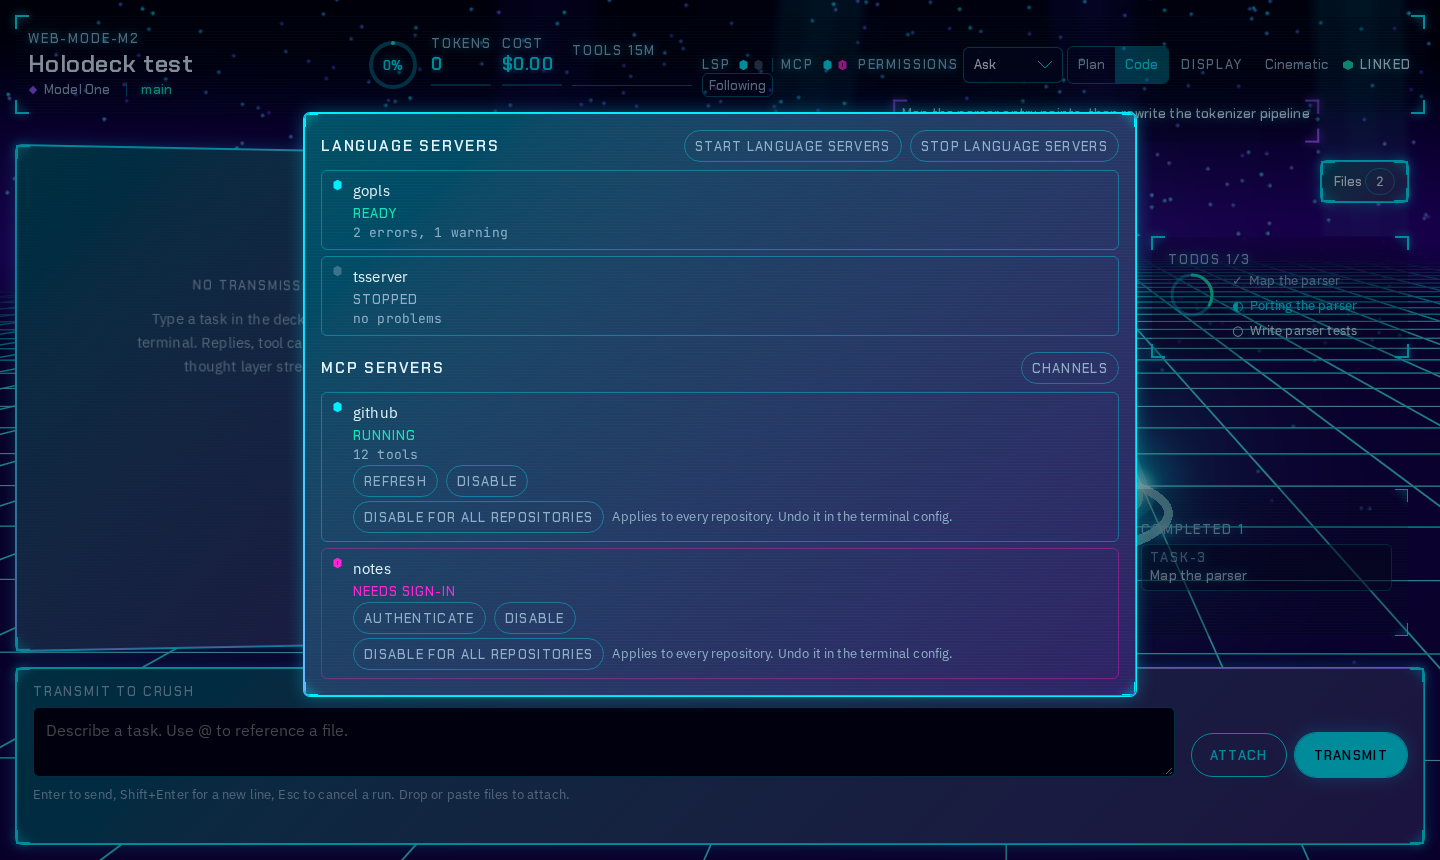 WEB-MODE-M2
Holodeck test
Model One
main
0%
TOKENS
0
COST
$0.00
TOOLS 15M
LSP
MCP
PERMISSIONS
Ask
Plan
Code
DISPLAY
Cinematic
LINKED
Following
write the tokenizer pipeline
Files 2
TODOS 1/3
✓ Map the parser
Porting the parser
Write parser tests
NO TRANSMISS
Type a task in the deck
terminal. Replies, tool ca
thought layer stre
LANGUAGE SERVERS
START LANGUAGE SERVERS
STOP LANGUAGE SERVERS
gopls
READY
2 errors, 1 warning
tsserver
STOPPED
no problems
MCP SERVERS
CHANNELS
github
RUNNING
12 tools
REFRESH
DISABLE
DISABLE FOR ALL REPOSITORIES
Applies to every repository. Undo it in the terminal config.
notes
NEEDS SIGN-IN
AUTHENTICATE
DISABLE
DISABLE FOR ALL REPOSITORIES
Applies to every repository. Undo it in the terminal config.
COMPLETED 1
TASK-3
Map the parser
TRANSMIT TO CRUSH
Describe a task. Use @ to reference a file.
ATTACH
TRANSMIT
Enter to send, Shift+Enter for a new line, Esc to cancel a run. Drop or paste files to attach.